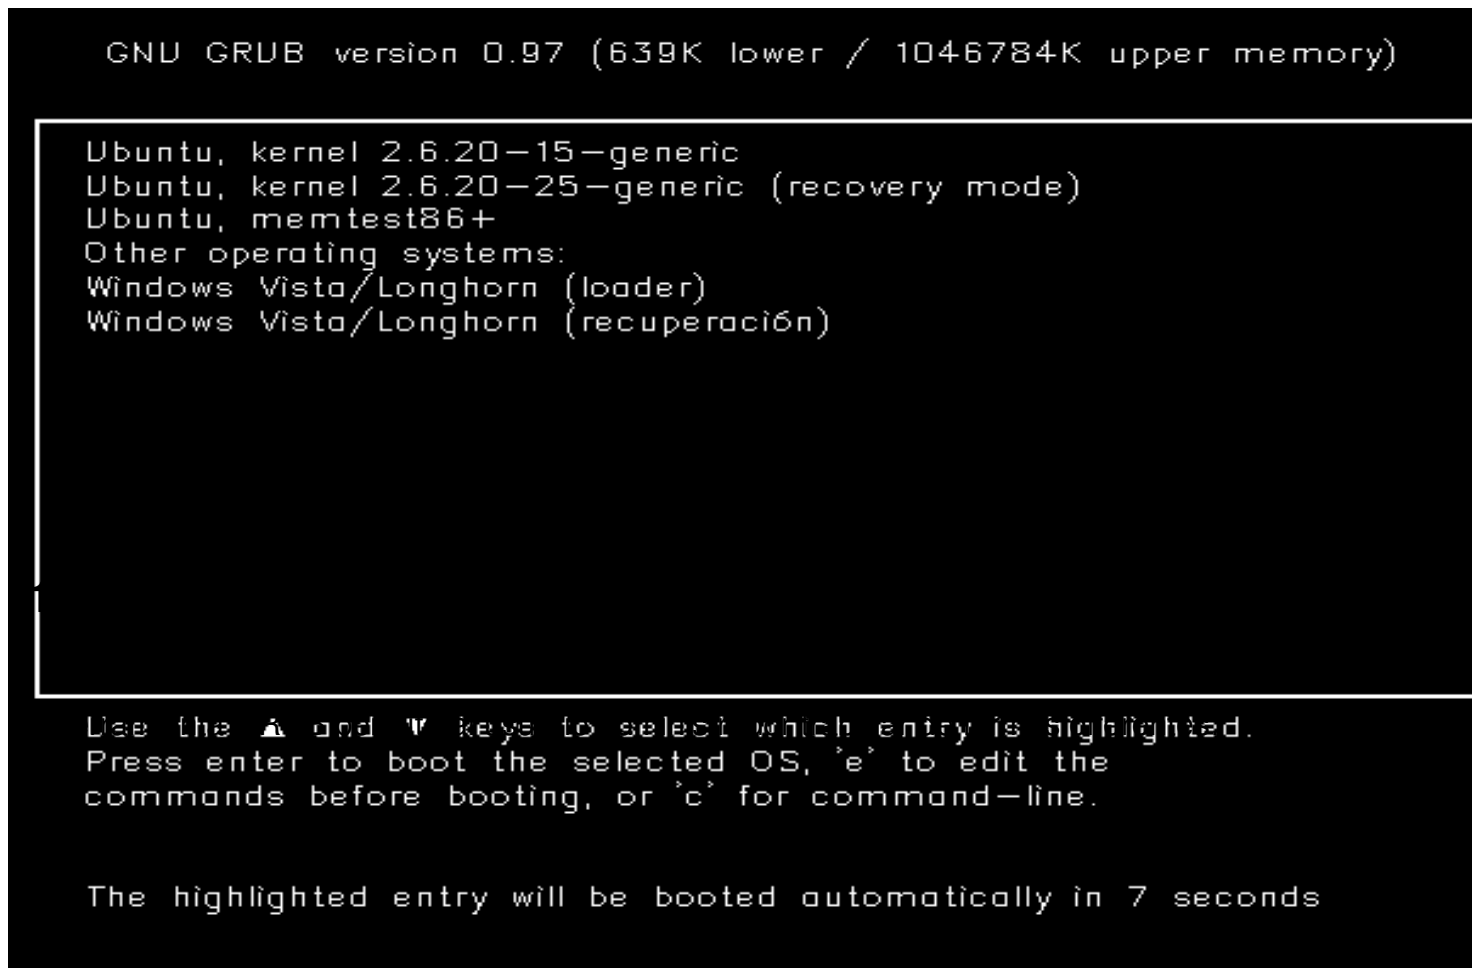 GNU GRUB version 0.97 (639K lower / 1046784K upper memory)
Ubuntu, kernel 2.6.20-15-generic
Ubuntu, kernel 2.6.20-25-generic (recovery mode)
Ubuntu, memtest86+
Other operating systems:
Windows Vista/Longhorn (loader)
Windows Vista/Longhorn (recuperación)
Use the ▲ and ▼ keys to select which entry is highlighted.
Press enter to boot the selected OS, 'e' to edit the
commands before booting, or 'c' for command-line.
The highlighted entry will be booted automatically in 7 seconds